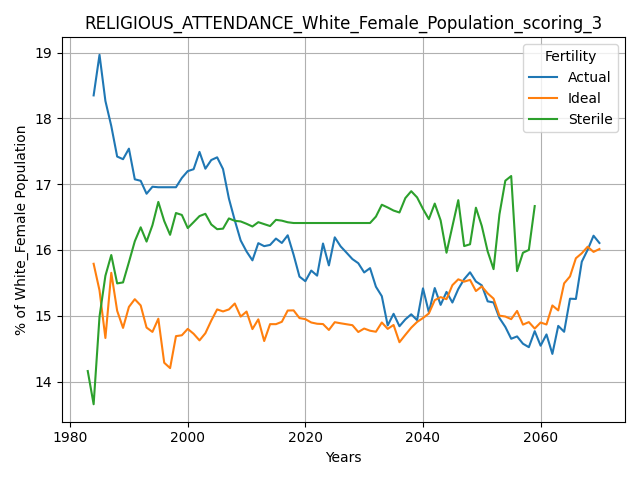 RELIGIOUS_ATTENDANCE_White_Female_Population_scoring_3
Fertility
Actual
Ideal
Sterile
% of White_Female Population
19
18
17
16
15
14
1980
2000
2020
2040
2060
Years